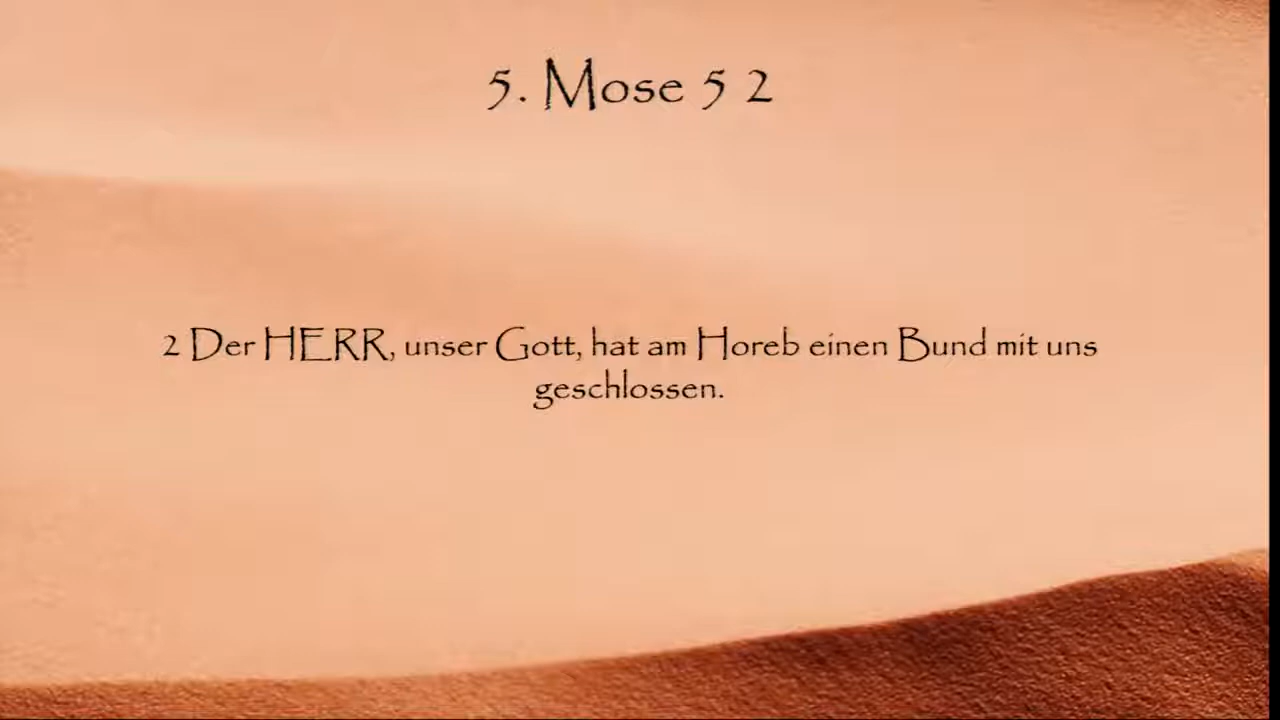 5. Mose 5 2
2 Der HERR, unser Gott, hat am Horeb einen Bund mit uns
geschlossen.